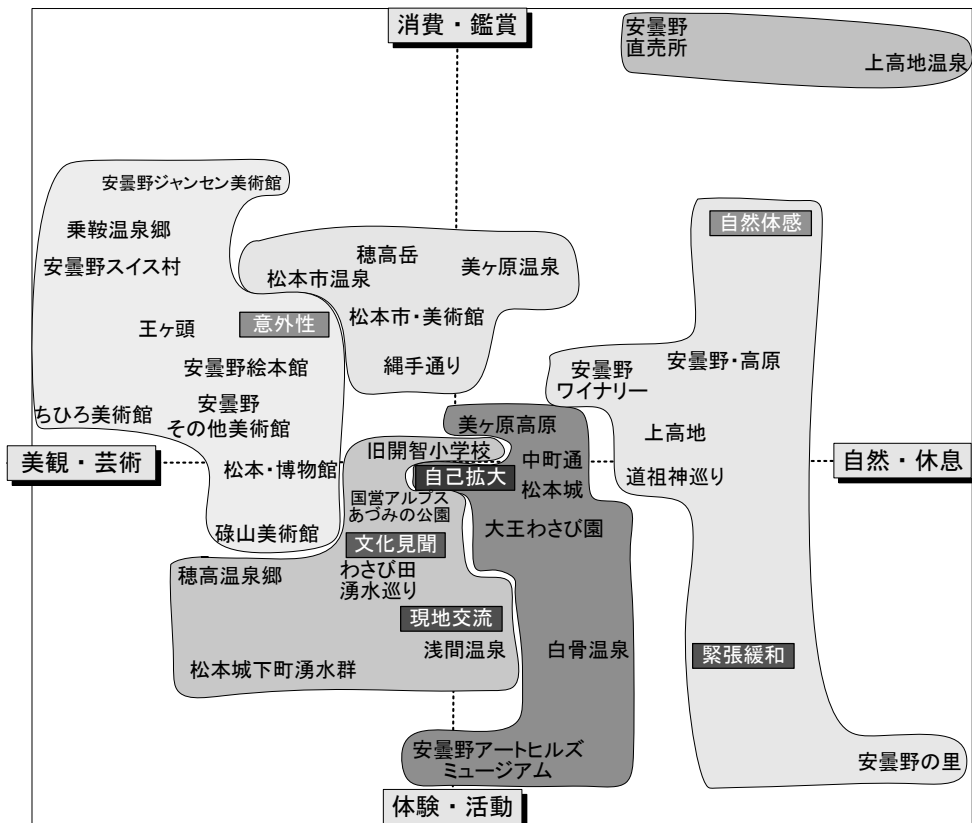 消費・鑑賞
安曇野
直売所
上高地温泉
安曇野ジャンセン美術館
乗鞍温泉郷
安曇野スイス村
自然体感
穂高岳
松本市温泉
美ヶ原温泉
王ヶ頭
意外性
松本市・美術館
安曇野絵本館
縄手通り
安曇野
ワイナリー
安曇野・高原
ちひろ美術館
安曇野
その他美術館
美ヶ原高原
上高地
美観・芸術
松本・博物館
旧開智小学校
自己拡大
中町通
松本城
道祖神巡り
自然・休息
国営アルプス
あづみの公園
碌山美術館
文化見聞
大王わさび園
穂高温泉郷
わさび田
湧水巡り
現地交流
浅間温泉
白骨温泉
緊張緩和
松本城下町湧水群
安曇野アートヒルズ
ミュージアム
安曇野の里
体験・活動